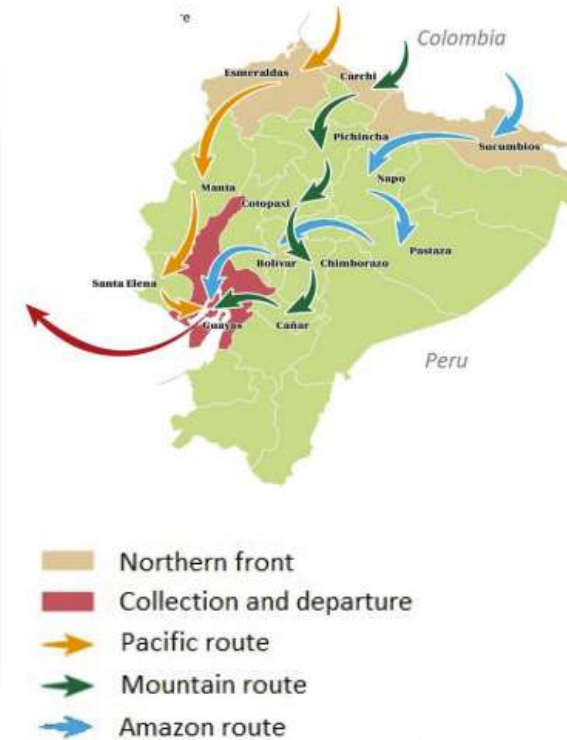 re
Colombia
Esmeraldas
Carchi
Pichincha
Sucumbios
Napo
Manta
Cotopaxi
Pastaza
Bolivar
Chimborazo
Santa Elena
Guayas
Cañar
Peru
Northern front
Collection and departure
Pacific route
Mountain route
Amazon route